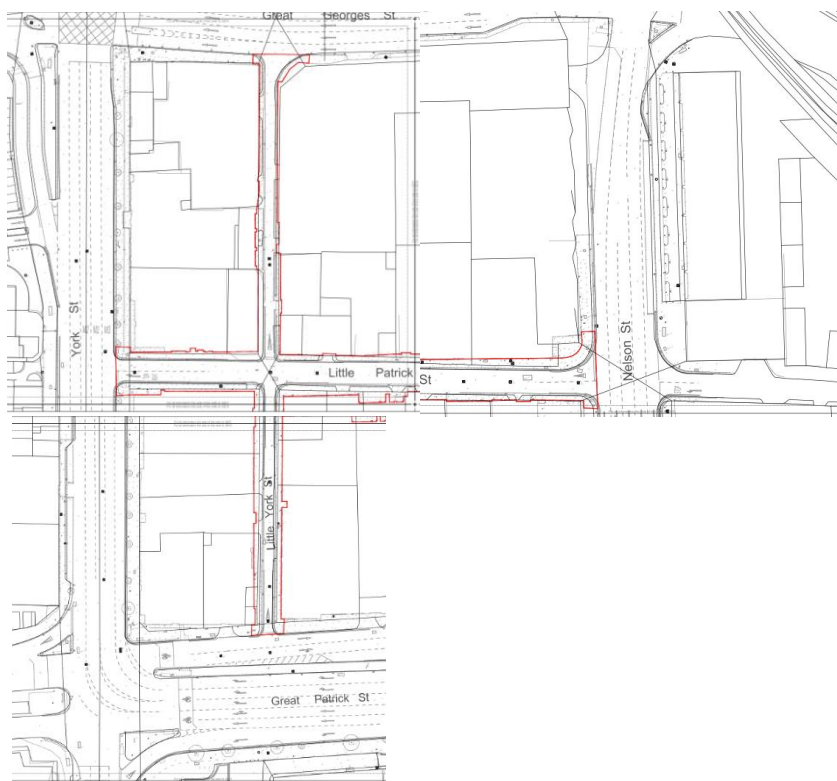 Great Georges St
York St
Little Patrick St
Nelson St
Little York St
Great Patrick St